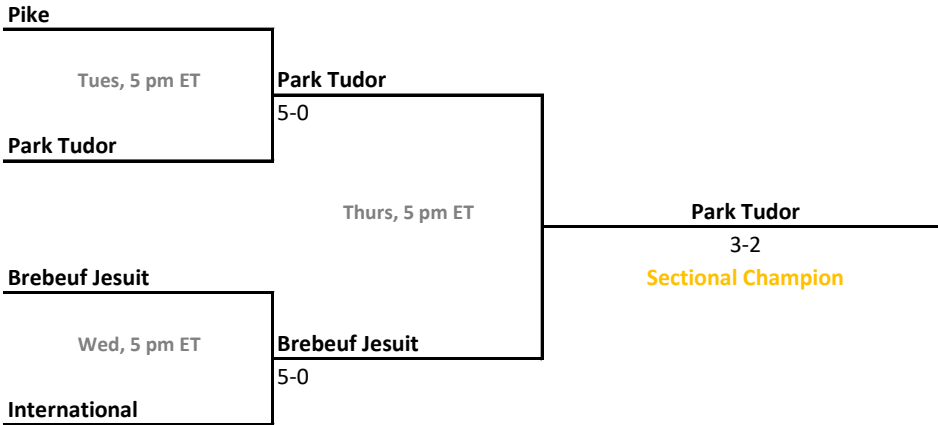 Pike
Tues, 5 pm ET
Park Tudor
5-0
Park Tudor
Thurs, 5 pm ET
Park Tudor
3-2
Sectional Champion
Brebeuf Jesuit
Wed, 5 pm ET
Brebeuf Jesuit
5-0
International